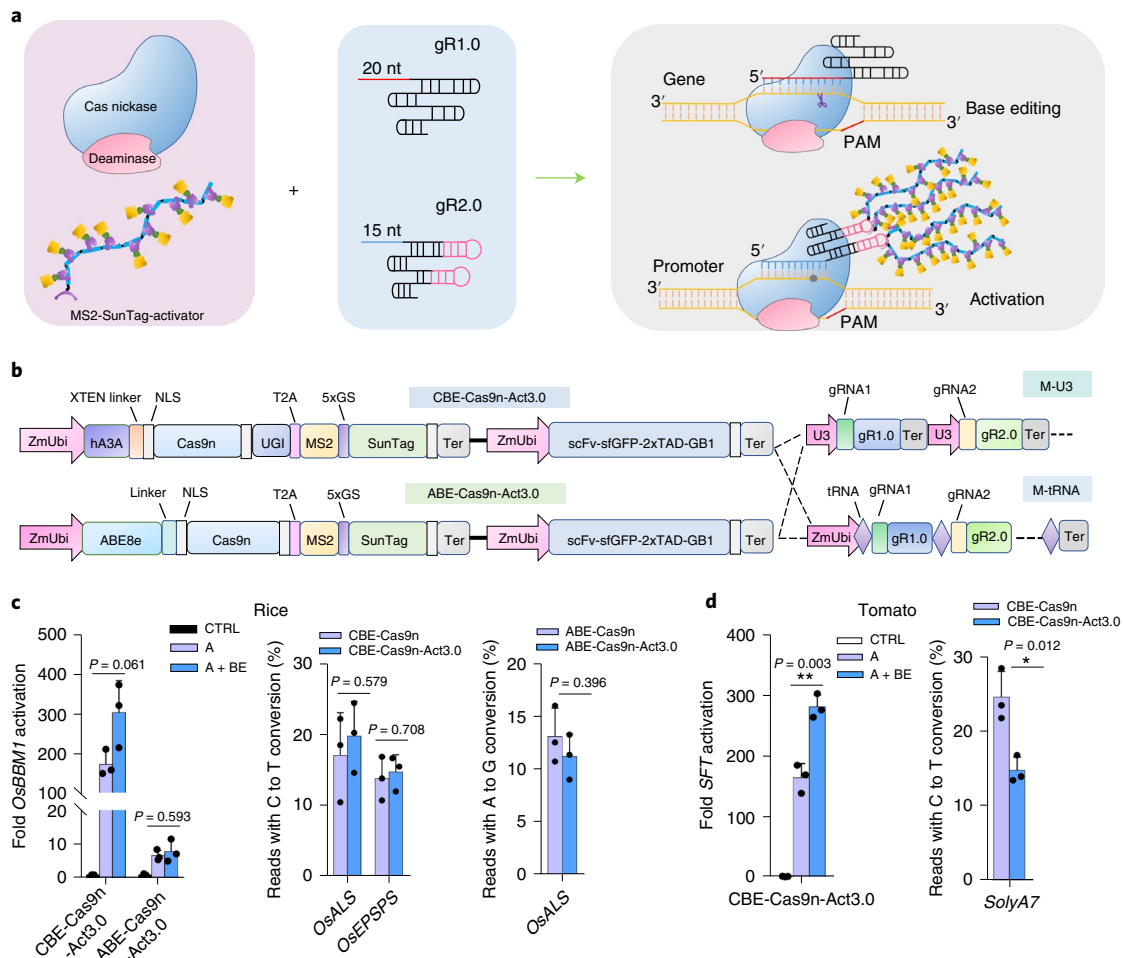 a
Cas nickase
Deaminase
MS2-SunTag-activator
+
gR1.0
20 nt
gR2.0
15 nt
Gene
5′
3′
Base editing
3′
PAM
5′
Promoter
3′
Activation
3′
PAM
b
XTEN linker
NLS
T2A
5xGS
CBE-Cas9n-Act3.0
gRNA1
gRNA2
M-U3
ZmUbi
hA3A
Cas9n
UGI
MS2
SunTag
Ter
ZmUbi
scFv-sfGFP-2xTAD-GB1
Ter
U3
gR1.0
Ter
U3
gR2.0
Ter
Linker
NLS
T2A
5xGS
ABE-Cas9n-Act3.0
tRNA
gRNA1
gRNA2
M-tRNA
ZmUbi
ABE8e
Cas9n
MS2
SunTag
Ter
ZmUbi
scFv-sfGFP-2xTAD-GB1
Ter
ZmUbi
gR1.0
gR2.0
Ter
c
Rice
Fold OsBBM1 activation
500
400
300
200
100
20
10
0
CTRL
A
A + BE
P = 0.061
P = 0.593
CBE-Cas9n
-Act3.0
ABE-Cas9n
-Act3.0
CBE-Cas9n
CBE-Cas9n-Act3.0
Reads with C to T conversion (%)
30
20
10
0
P = 0.579
P = 0.708
OsALS
OsEPSPS
ABE-Cas9n
ABE-Cas9n-Act3.0
Reads with A to G conversion (%)
20
15
10
5
0
P = 0.396
OsALS
d
Tomato
Fold SFT activation
400
300
200
100
0
CTRL
A
A + BE
P = 0.003
**
CBE-Cas9n-Act3.0
CBE-Cas9n
CBE-Cas9n-Act3.0
Reads with C to T conversion (%)
30
20
10
0
P = 0.012
*
SolyA7